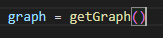 graph = getGraph()